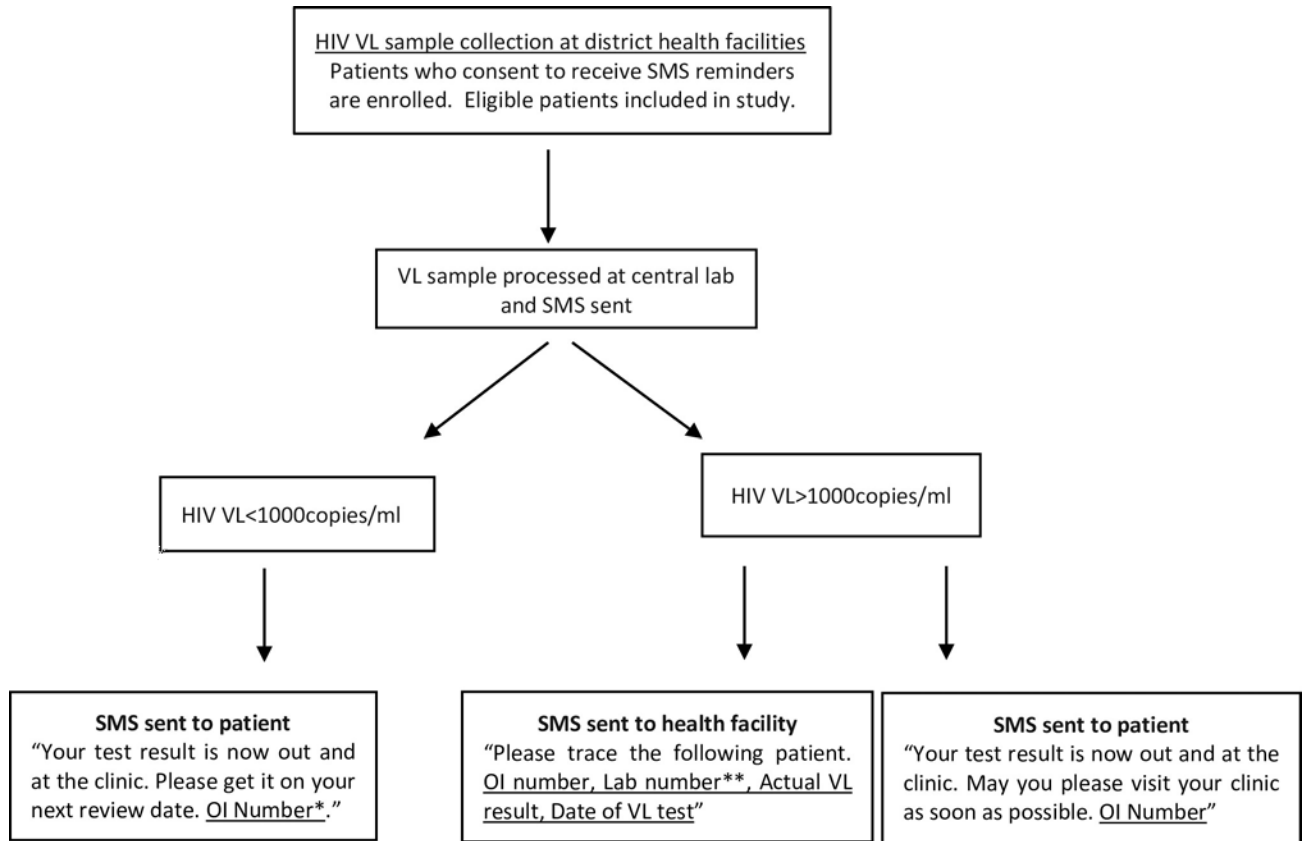 HIV VL sample collection at district health facilities
Patients who consent to receive SMS reminders
are enrolled.  Eligible patients included in study.
VL sample processed at central lab
and SMS sent
HIV VL<1000copies/ml
HIV VL>1000copies/ml
SMS sent to patient
“Your test result is now out and
at the clinic. Please get it on your
next review date. OI Number*.”
SMS sent to health facility
“Please trace the following patient.
OI number, Lab number**, Actual VL
result, Date of VL test”
SMS sent to patient
“Your test result is now out and at the
clinic. May you please visit your clinic
as soon as possible. OI Number”